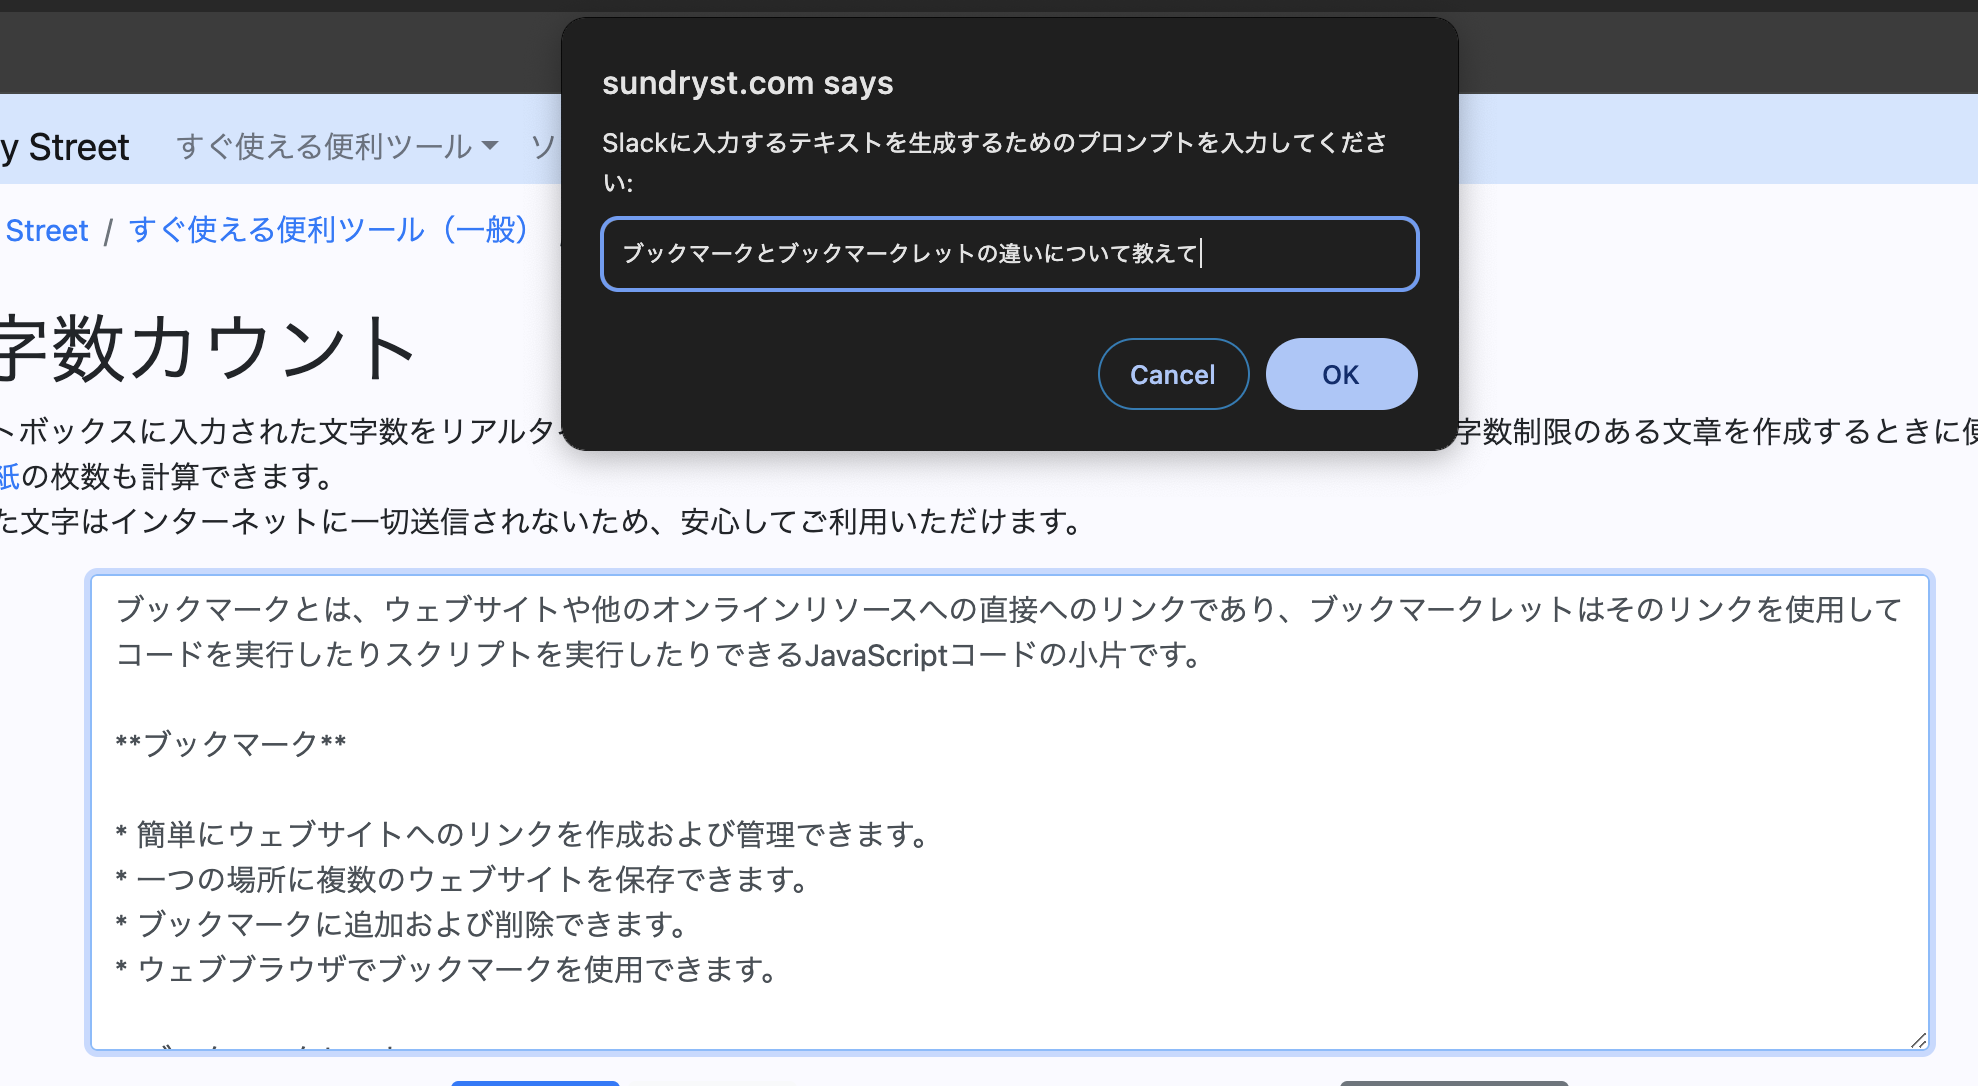 sundryst.com says
Slackに入力するテキストを生成するためのプロンプトを入力してくださ
い:
ブックマークとブックマークレットの違いについて教えて
Cancel
OK
y Street
すぐ使える便利ツール
ソ
Street / すぐ使える便利ツール（一般）
字数カウント
トボックスに入力された文字数をリアルタ
字数制限のある文章を作成するときに便
紙の枚数も計算できます。
た文字はインターネットに一切送信されないため、安心してご利用いただけます。
ブックマークとは、ウェブサイトや他のオンラインリソースへの直接へのリンクであり、ブックマークレットはそのリンクを使用して
コードを実行したりスクリプトを実行したりできるJavaScriptコードの小片です。
**ブックマーク**
* 簡単にウェブサイトへのリンクを作成および管理できます。
* 一つの場所に複数のウェブサイトを保存できます。
* ブックマークに追加および削除できます。
* ウェブブラウザでブックマークを使用できます。